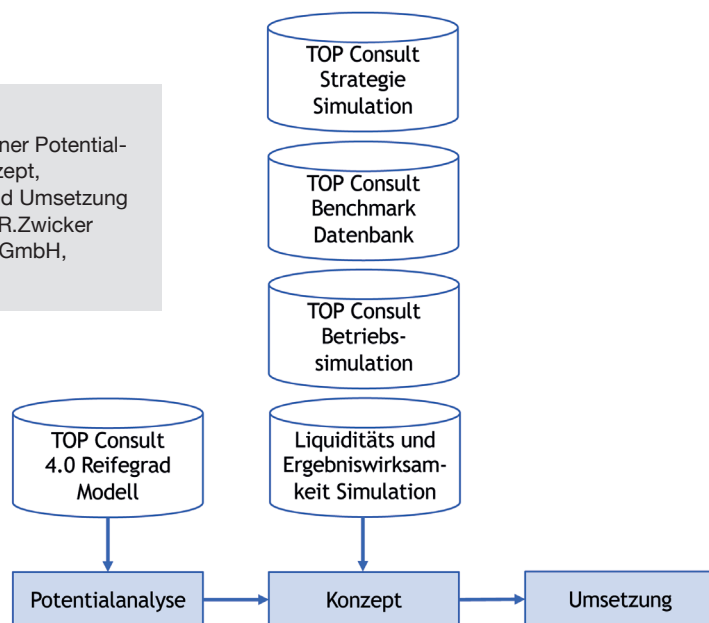 TOP Consult
Strategie
Simulation
ner Potential-
zept,
d Umsetzung
R.Zwicker
GmbH,
TOP Consult
Benchmark
Datenbank
TOP Consult
Betriebs-
simulation
TOP Consult
4.0 Reifegrad
Modell
Liquiditäts und
Ergebniswirksam-
keit Simulation
Potentialanalyse
Konzept
Umsetzung